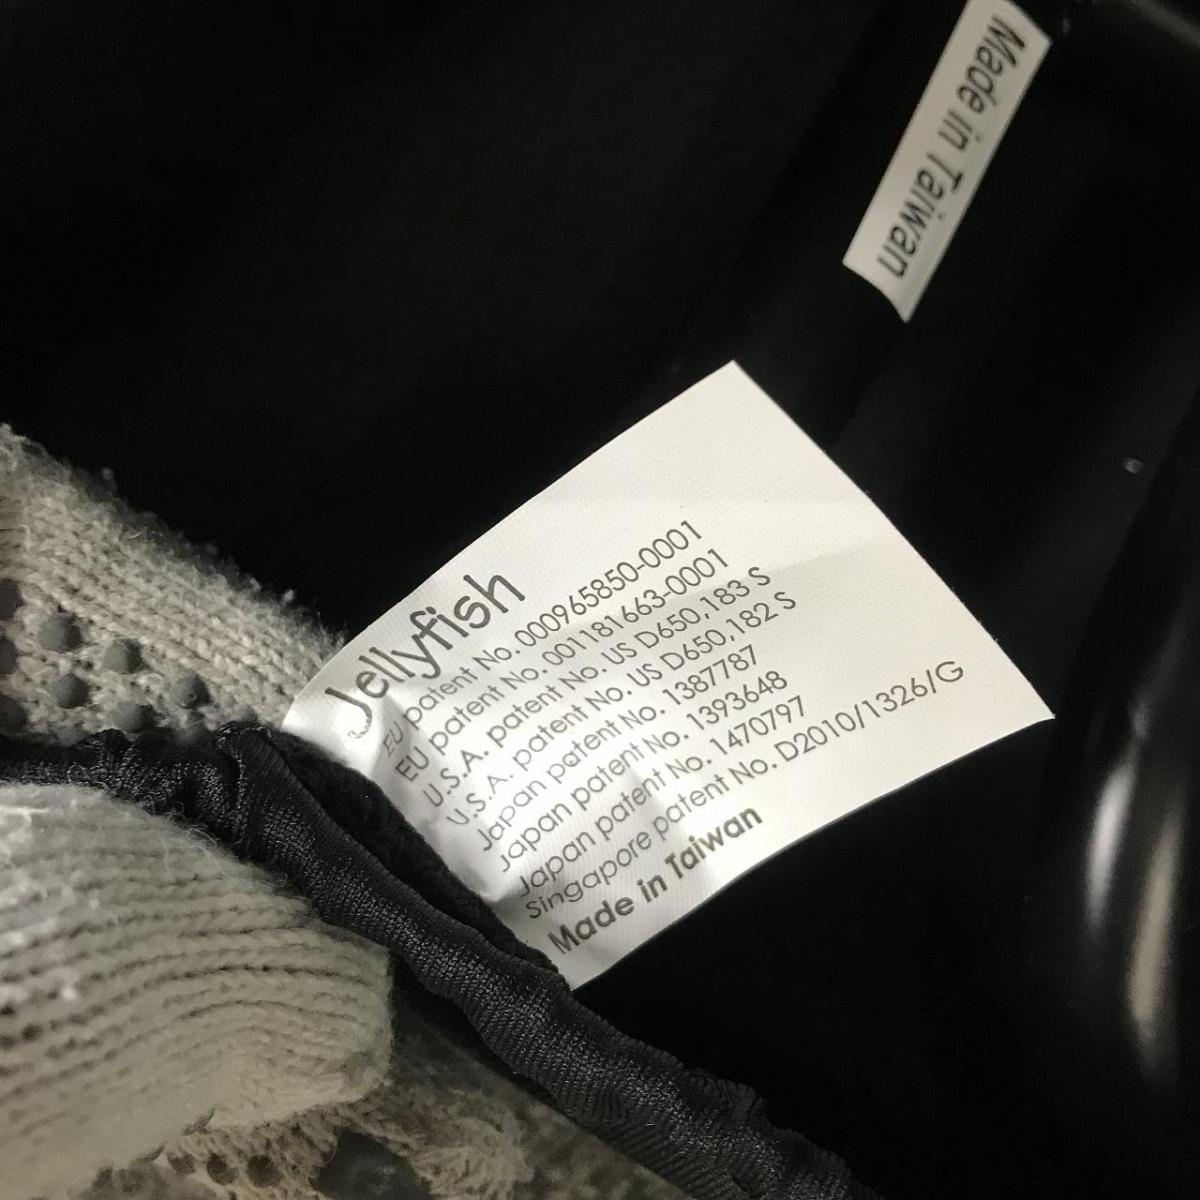 Made in Taiwan
Jellyfish
EU patent No. 000965850-0001
EU patent No. 001181663-0001
U.S.A. patent No. US D650,183 S
U.S.A. patent No. US D650,182 S
Japan patent No. 1387787
Japan patent No. 1393648
Japan patent No. 1470797
Singapore patent No. D2010/1326/G
Made in Taiwan